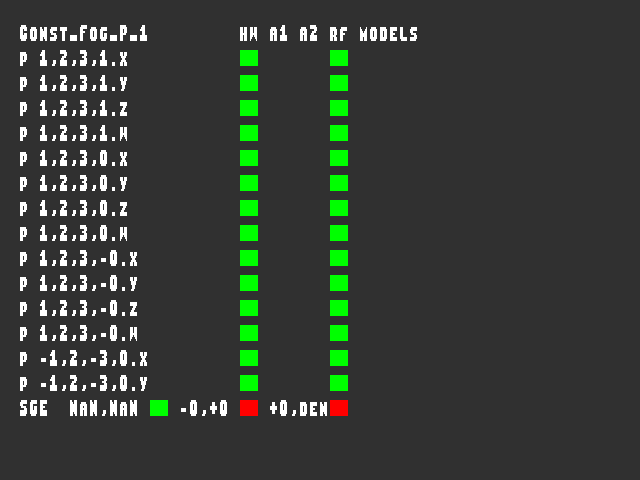 Const_Fog_P_1 HW A1 A2 RF MODELS
P 1,2,3,1.X
P 1,2,3,1.Y
P 1,2,3,1.Z
P 1,2,3,1.W
P 1,2,3,0.X
P 1,2,3,0.Y
P 1,2,3,0.Z
P 1,2,3,0.W
P 1,2,3,-0.X
P 1,2,3,-0.Y
P 1,2,3,-0.Z
P 1,2,3,-0.W
P -1,2,-3,0.X
P -1,2,-3,0.Y
SGE NaN,NaN -0,+0 +0,DEN